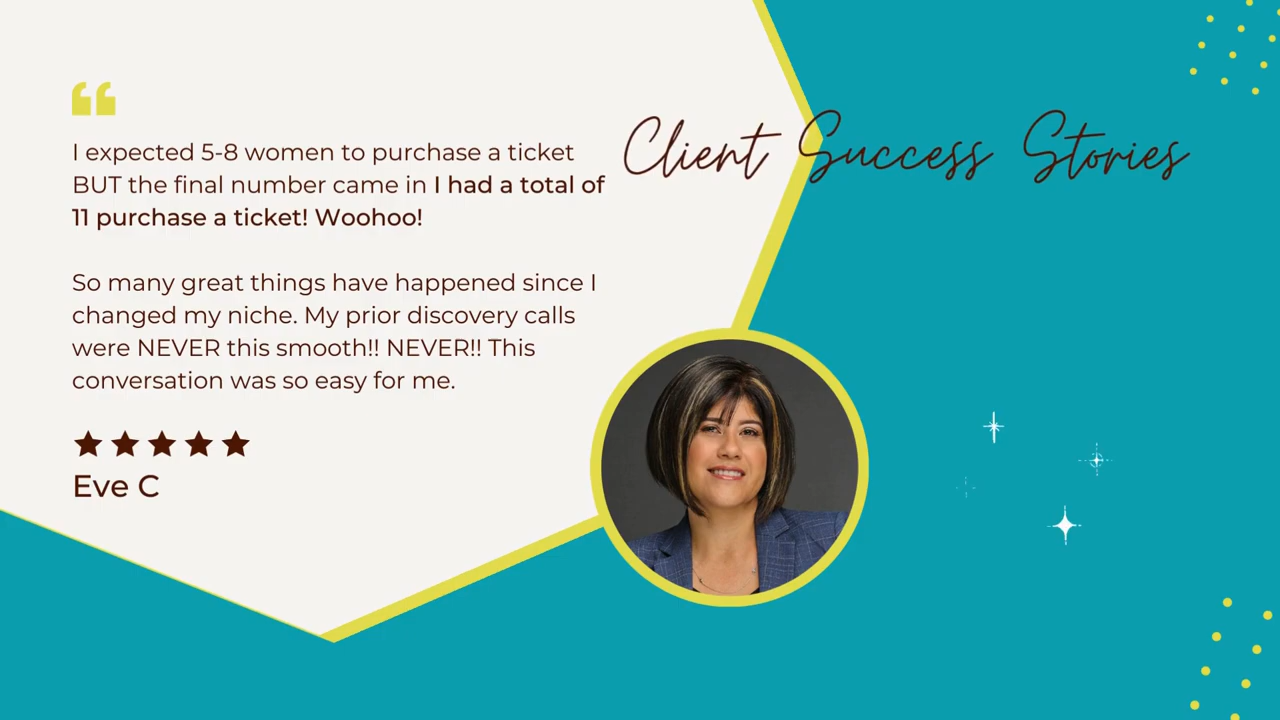 Client Success Stories
“
I expected 5-8 women to purchase a ticket
BUT the final number came in I had a total of
11 purchase a ticket! Woohoo!
So many great things have happened since I
changed my niche. My prior discovery calls
were NEVER this smooth!! NEVER!! This
conversation was so easy for me.
Eve C